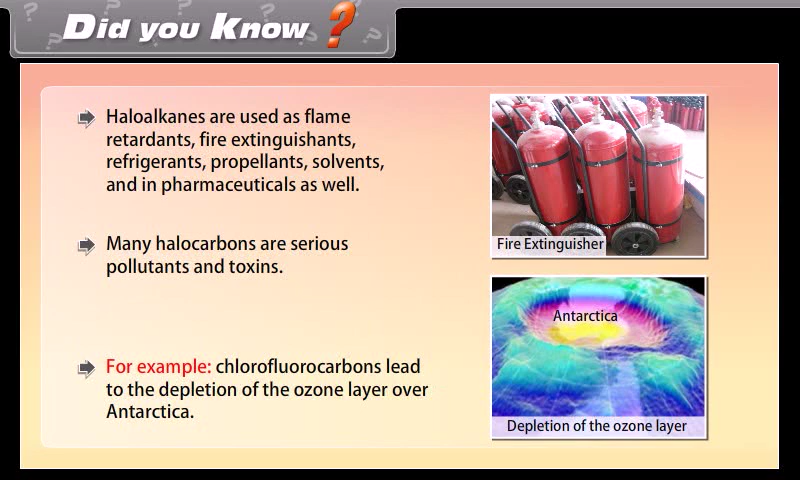 Did you Know ?
Haloalkanes are used as flame
retardants, fire extinguishants,
refrigerants, propellants, solvents,
and in pharmaceuticals as well.
Fire Extinguisher
Many halocarbons are serious
pollutants and toxins.
Antarctica
For example: chlorofluorocarbons lead
to the depletion of the ozone layer over
Antarctica.
Depletion of the ozone layer